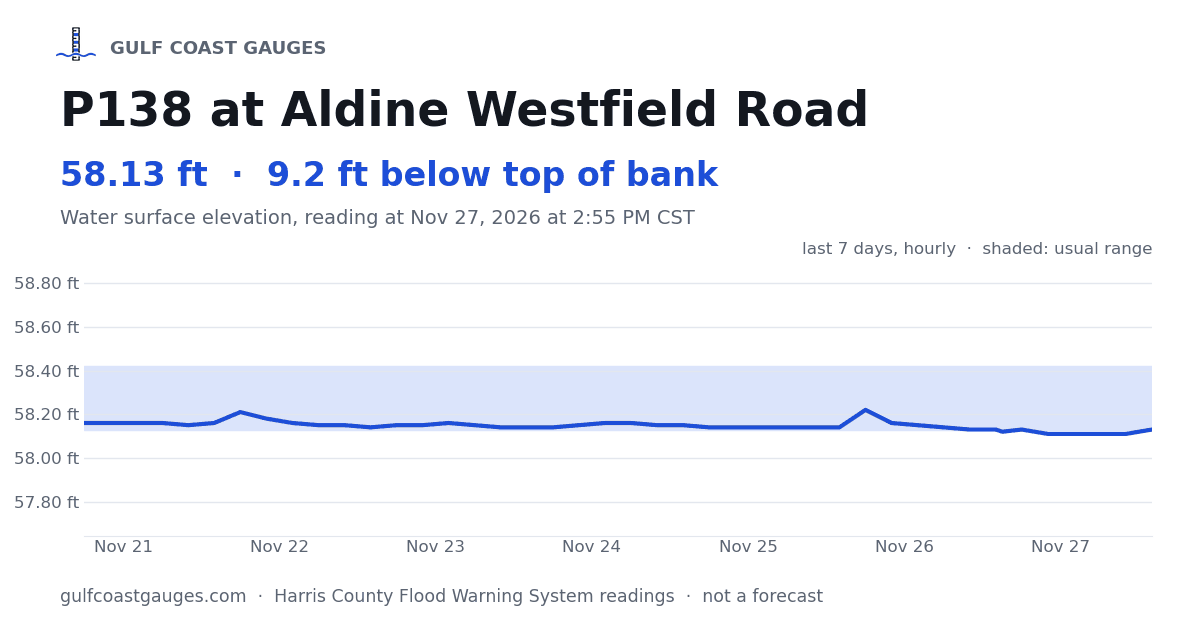 GULF COAST GAUGES
P138 at Aldine Westfield Road
58.13 ft · 9.2 ft below top of bank
Water surface elevation, reading at Nov 27, 2026 at 2:55 PM CST
last 7 days, hourly · shaded: usual range
58.80 ft
58.60 ft
58.40 ft
58.20 ft
58.00 ft
57.80 ft
Nov 21 Nov 22 Nov 23 Nov 24 Nov 25 Nov 26 Nov 27
gulfcoastgauges.com · Harris County Flood Warning System readings · not a forecast